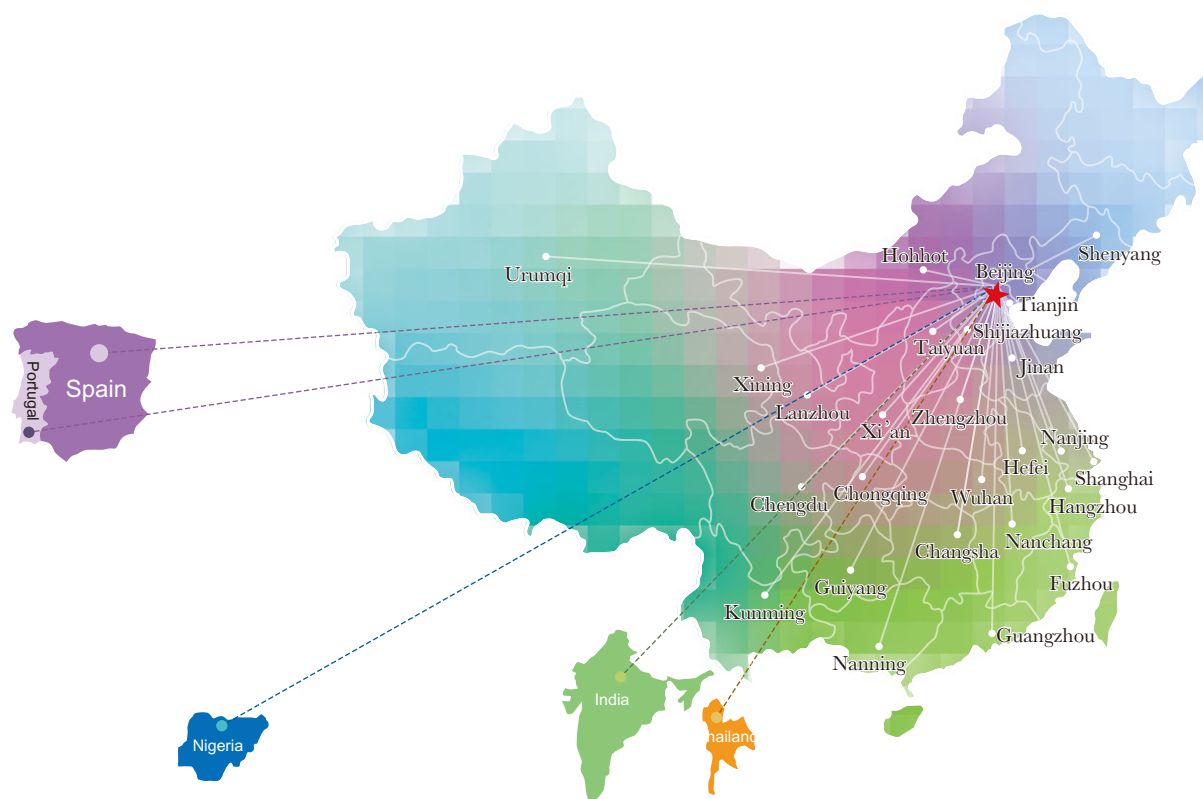 Hohhot
Shenyang
Urumqi
Beijing
Tianjin
Shijiazhuang
Taiyuan
Jinan
Portugal
Spain
Xining
Lanzhou
Zhengzhou
Xi'an
Nanjing
Hefei
Shanghai
Chengdu
Chongqing
Wuhan
Hangzhou
Changsha
Nanchang
Guiyang
Fuzhou
Kunming
Guangzhou
Nanning
India
Nigeria
hailand